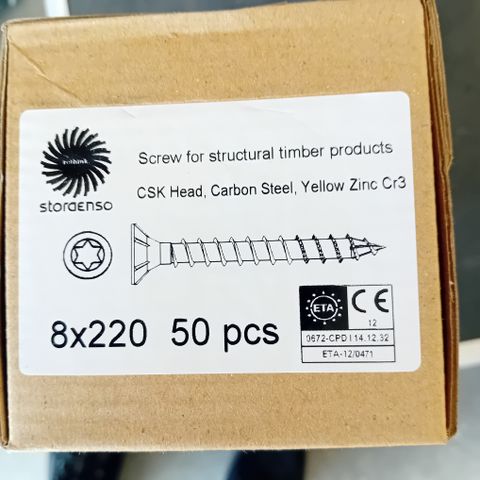 rethink
storaenso
Screw for structural timber products
CSK Head, Carbon Steel, Yellow Zinc Cr3
8x220 50 pcs
ETA
CE
12
0672-CPD I 14.12.32
ETA-12/0471